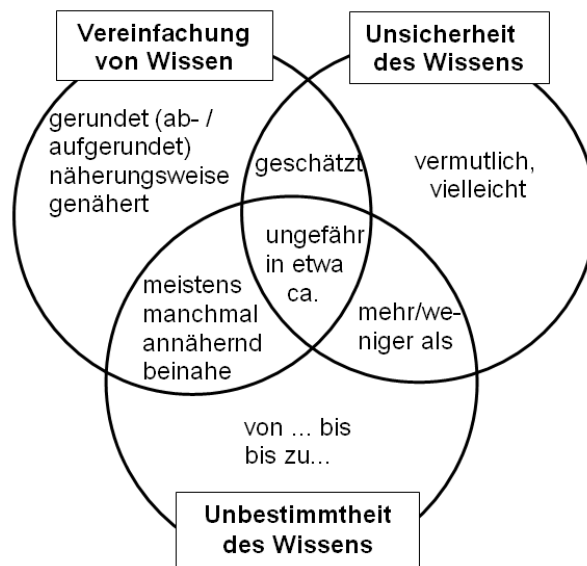 Vereinfachung
von Wissen
Unsicherheit
des Wissens
gerundet (ab- /
aufgerundet)
näherungsweise
genähert
geschätzt
vermutlich,
vielleicht
ungefähr
in etwa
ca.
meistens
manchmal
annähernd
beinahe
mehr/we-
niger als
von ... bis
bis zu...
Unbestimmtheit
des Wissens